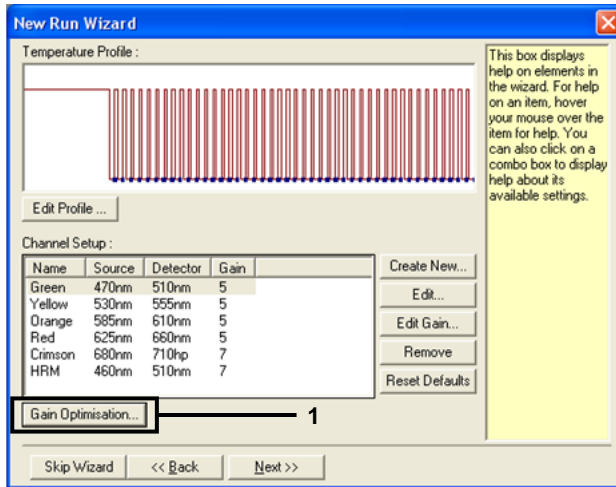 New Run Wizard
Temperature Profile :
Edit Profile ...
Channel Setup :
Name Source Detector Gain
Green 470nm 510nm 5
Yellow 530nm 555nm 5
Orange 585nm 610nm 5
Red 625nm 660nm 5
Crimson 680nm 710hp 7
HRM 460nm 510nm 7
Create New...
Edit...
Edit Gain...
Remove
Reset Defaults
Gain Optimisation...
1
Skip Wizard
<< Back
Next >>
This box displays
help on elements in
the wizard. For help
on an item, hover
your mouse over the
item for help. You
can also click on a
combo box to display
help about its
available settings.